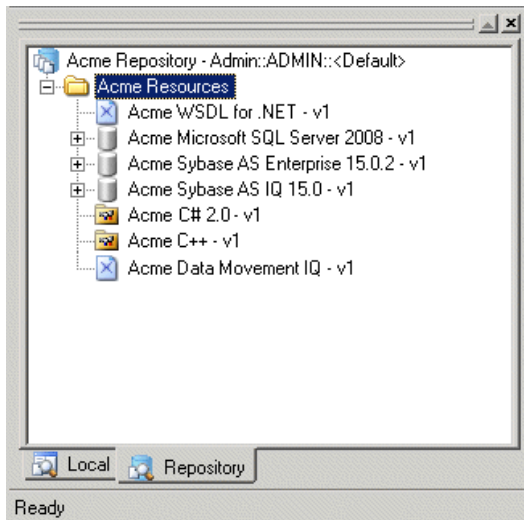 Acme Repository - Admin::ADMIN::<Default>
Acme Resources
Acme WSDL for .NET - v1
Acme Microsoft SQL Server 2008 - v1
Acme Sybase AS Enterprise 15.0.2 - v1
Acme Sybase AS IQ 15.0 - v1
Acme C# 2.0 - v1
Acme C++ - v1
Acme Data Movement IQ - v1
Local Repository
Ready